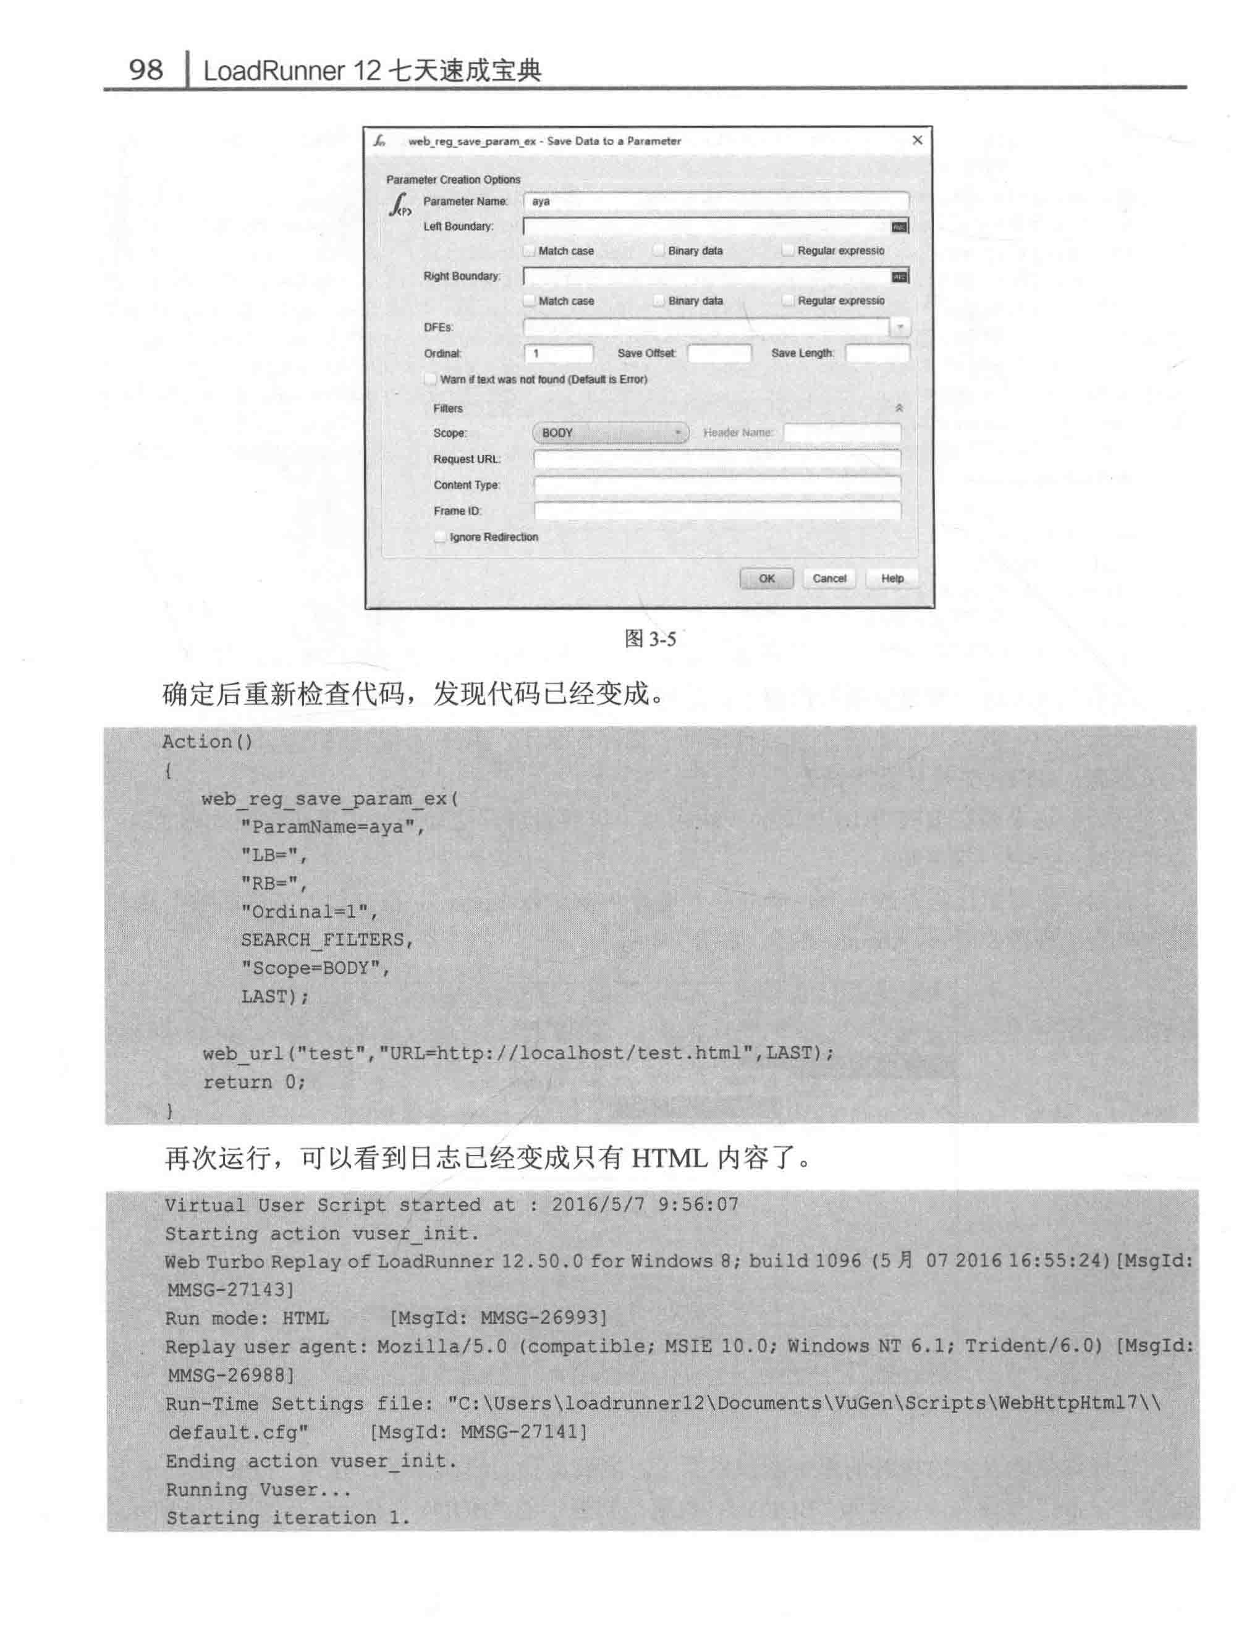 98 LoadRunner 12 七天速成宝典
web_reg_save_param_ex - Save Data to a Parameter
Parameter Creation Options
Parameter Name: aya
Left Boundary:
Match case Binary data Regular expressio
Right Boundary:
Match case Binary data Regular expressio
DFEs:
Ordinal: 1 Save Offset: Save Length:
Warn if text was not found (Default is Error)
Filters
Scope: BODY Header Name:
Request URL:
Content Type:
Frame ID:
Ignore Redirection
OK Cancel Help
图 3-5
确定后重新检查代码，发现代码已经变成。
Action()
{
web_reg_save_param_ex(
"ParamName=aya",
"LB=",
"RB=",
"Ordinal=1",
SEARCH_FILTERS,
"Scope=BODY",
LAST);
web_url("test","URL=http://localhost/test.html",LAST);
return 0;
}
再次运行，可以看到日志已经变成只有 HTML 内容了。
Virtual User Script started at : 2016/5/7 9:56:07
Starting action vuser_init.
Web Turbo Replay of LoadRunner 12.50.0 for Windows 8; build 1096 (5 月 07 2016 16:55:24) [MsgId:
MMSG-27143]
Run mode: HTML [MsgId: MMSG-26993]
Replay user agent: Mozilla/5.0 (compatible; MSIE 10.0; Windows NT 6.1; Trident/6.0) [MsgId:
MMSG-26988]
Run-Time Settings file: "C:\Users\loadrunner12\Documents\VuGen\Scripts\WebHttpHtml7\\
default.cfg" [MsgId: MMSG-27141]
Ending action vuser_init.
Running Vuser...
Starting iteration 1.